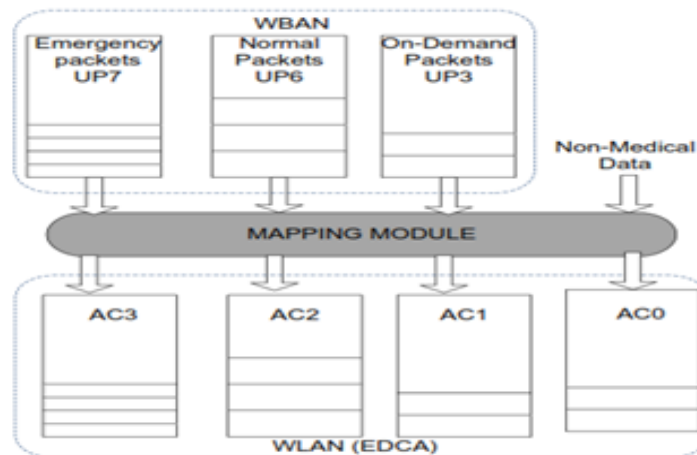 WBAN
Emergency
packets
UP7
Normal
Packets
UP6
On-Demand
Packets
UP3
Non-Medical
Data
MAPPING MODULE
AC3
AC2
AC1
AC0
WLAN (EDCA)